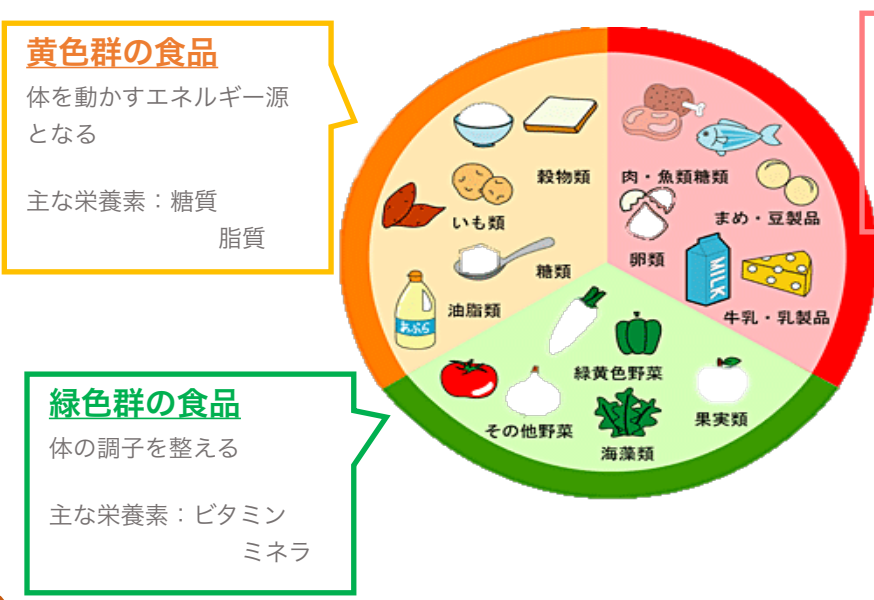 黄色群の食品
体を動かすエネルギー源
となる
主な栄養素：糖質
脂質
穀物類
いも類
糖類
油脂類
あぶら
肉・魚類糖類
まめ・豆製品
卵類
MILK
牛乳・乳製品
緑黄色野菜
その他野菜
海藻類
果実類
緑色群の食品
体の調子を整える
主な栄養素：ビタミン
ミネラ